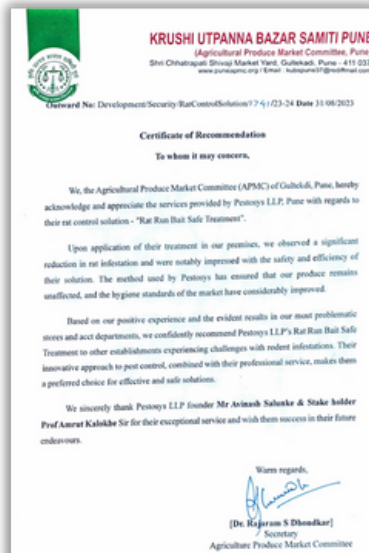 KRUSHI UTPANNA BAZAR SAMITI PUNE
(Agricultural Produce Market Committee, Pune
Shri Chhatrapati Shivaji Market Yard, Gultekadi, Pune - 411 037
www.puneapmc.org / Email : kubspune37@rediffmail.com
Outward No: Development/Security/RatControlSolution/ /23-24 Date 31/08/2023
Certificate of Recommendation
To whom it may concern,
We, the Agricultural Produce Market Committee (APMC) of Gultekdi, Pune, hereby
acknowledge and appreciate the services provided by Pestosys LLP, Pune with regards to
their rat control solution - "Rat Run Bait Safe Treatment".
Upon application of their treatment in our premises, we observed a significant
reduction in rat infestation and were notably impressed with the safety and efficiency of
their solution. The method used by Pestosys has ensured that our produce remains
unaffected, and the hygiene standards of the market have considerably improved.
Based on our positive experience and the evident results in our most problematic
stores and acct departments, we confidently recommend Pestosys LLP's Rat Run Bait Safe
Treatment to other establishments experiencing challenges with rodent infestations. Their
innovative approach to pest control, combined with their professional service, makes them
a preferred choice for effective and safe solutions.
We sincerely thank Pestosys LLP founder Mr Avinash Salunke & Stake holder
Prof Amrut Kalokhe Sir for their exceptional service and wish them success in their future
endeavours.
Warm regards,
[Dr. Rajaram S Dhondkar]
Secretary
Agriculture Produce Market Committee